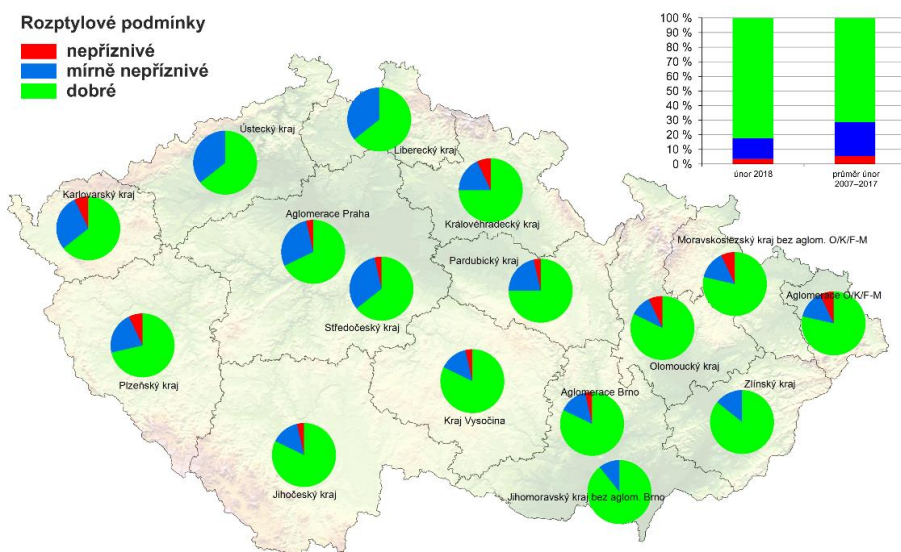 Rozptylové podmínky
nepříznivé
mírně nepříznivé
dobré
100 %
90 %
80 %
70 %
60 %
50 %
40 %
30 %
20 %
10 %
0 %
únor 2018
průměr únor
2007–2017
Ústecký kraj
Liberecký kraj
Karlovarský kraj
Královéhradecký kraj
Aglomerace Praha
Moravskoslezský kraj bez aglom. O/K/F-M
Pardubický kraj
Aglomerace O/K/F-M
Středočeský kraj
Olomoucký kraj
Plzeňský kraj
Zlínský kraj
Aglomerace Brno
Kraj Vysočina
Jihočeský kraj
Jihomoravský kraj bez aglom. Brno